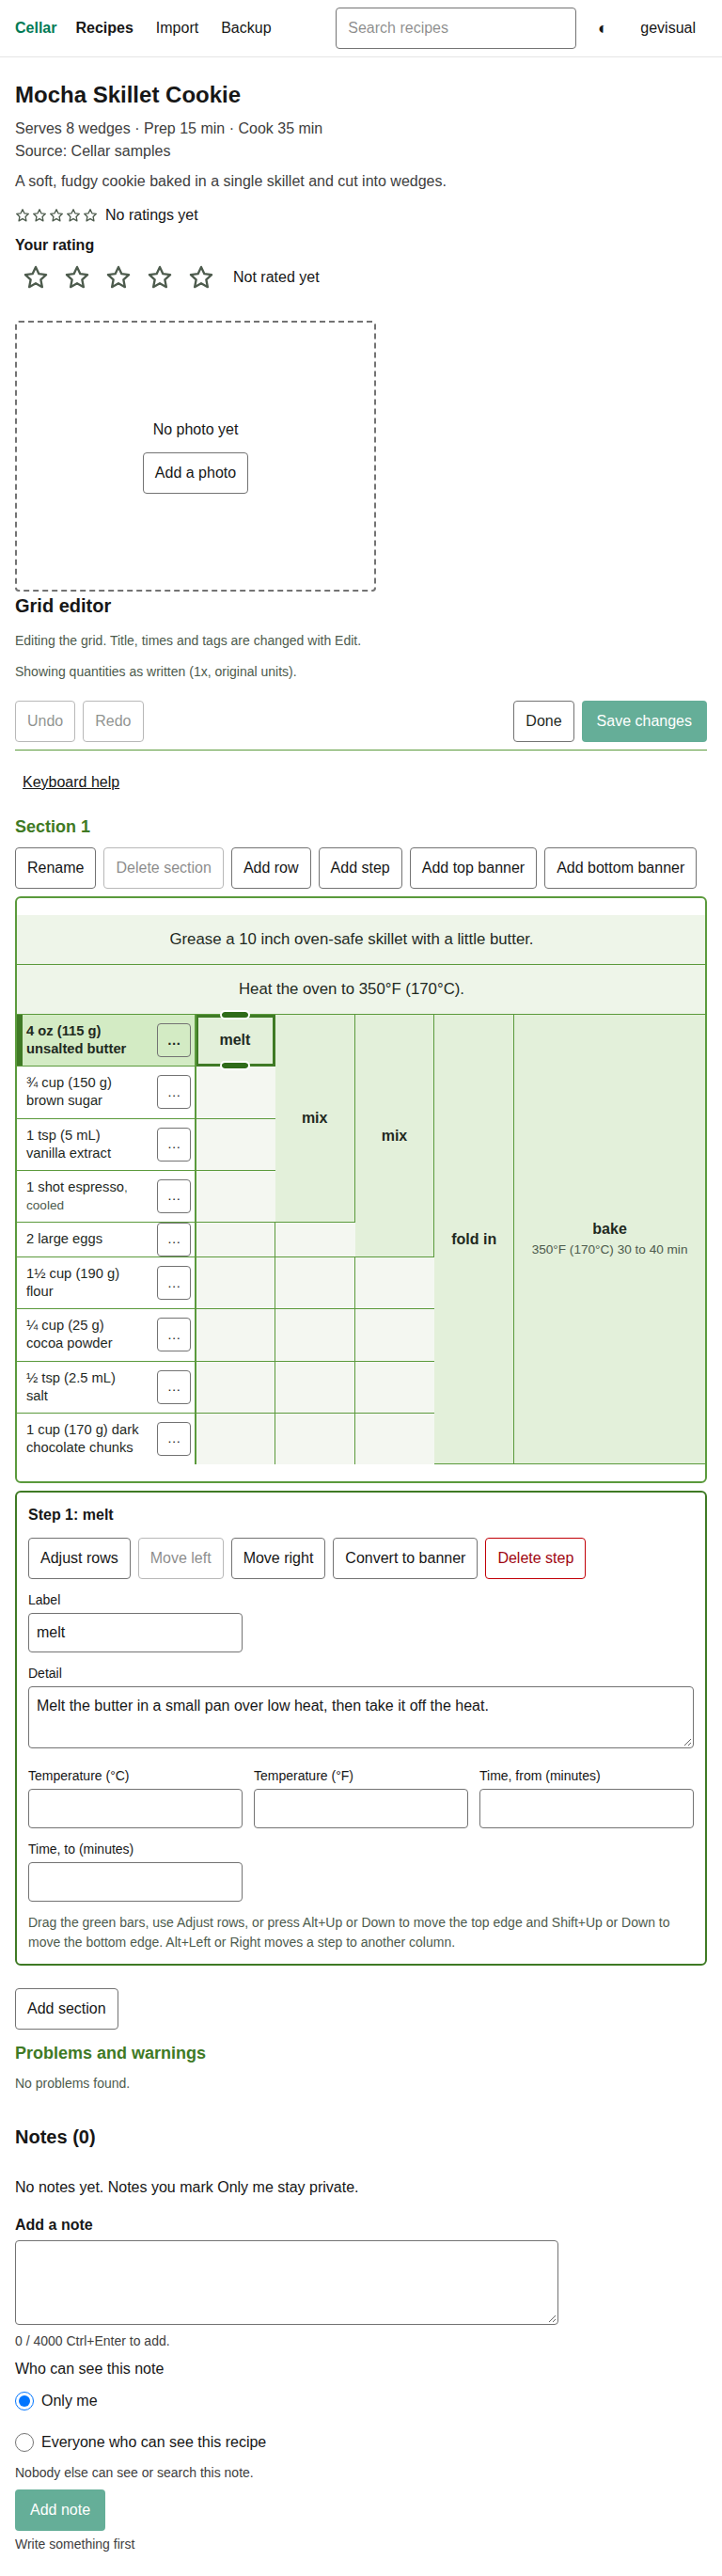 Cellar Recipes Import Backup Search recipes gevisual
Mocha Skillet Cookie
Serves 8 wedges · Prep 15 min · Cook 35 min
Source: Cellar samples
A soft, fudgy cookie baked in a single skillet and cut into wedges.
No ratings yet
Your rating
Not rated yet
No photo yet
Add a photo
Grid editor
Editing the grid. Title, times and tags are changed with Edit.
Showing quantities as written (1x, original units).
Undo Redo Done Save changes
Keyboard help
Section 1
Rename Delete section Add row Add step Add top banner Add bottom banner
Grease a 10 inch oven-safe skillet with a little butter.
Heat the oven to 350°F (170°C).
4 oz (115 g)
unsalted butter
...
melt
¾ cup (150 g)
brown sugar
...
1 tsp (5 mL)
vanilla extract
...
1 shot espresso,
cooled
...
mix
2 large eggs
...
mix
1½ cup (190 g)
flour
...
¼ cup (25 g)
cocoa powder
...
½ tsp (2.5 mL)
salt
...
1 cup (170 g) dark
chocolate chunks
...
fold in
bake
350°F (170°C) 30 to 40 min
Step 1: melt
Adjust rows Move left Move right Convert to banner Delete step
Label
melt
Detail
Melt the butter in a small pan over low heat, then take it off the heat.
Temperature (°C) Temperature (°F) Time, from (minutes)
Time, to (minutes)
Drag the green bars, use Adjust rows, or press Alt+Up or Down to move the top edge and Shift+Up or Down to
move the bottom edge. Alt+Left or Right moves a step to another column.
Add section
Problems and warnings
No problems found.
Notes (0)
No notes yet. Notes you mark Only me stay private.
Add a note
0 / 4000 Ctrl+Enter to add.
Who can see this note
Only me
Everyone who can see this recipe
Nobody else can see or search this note.
Add note
Write something first